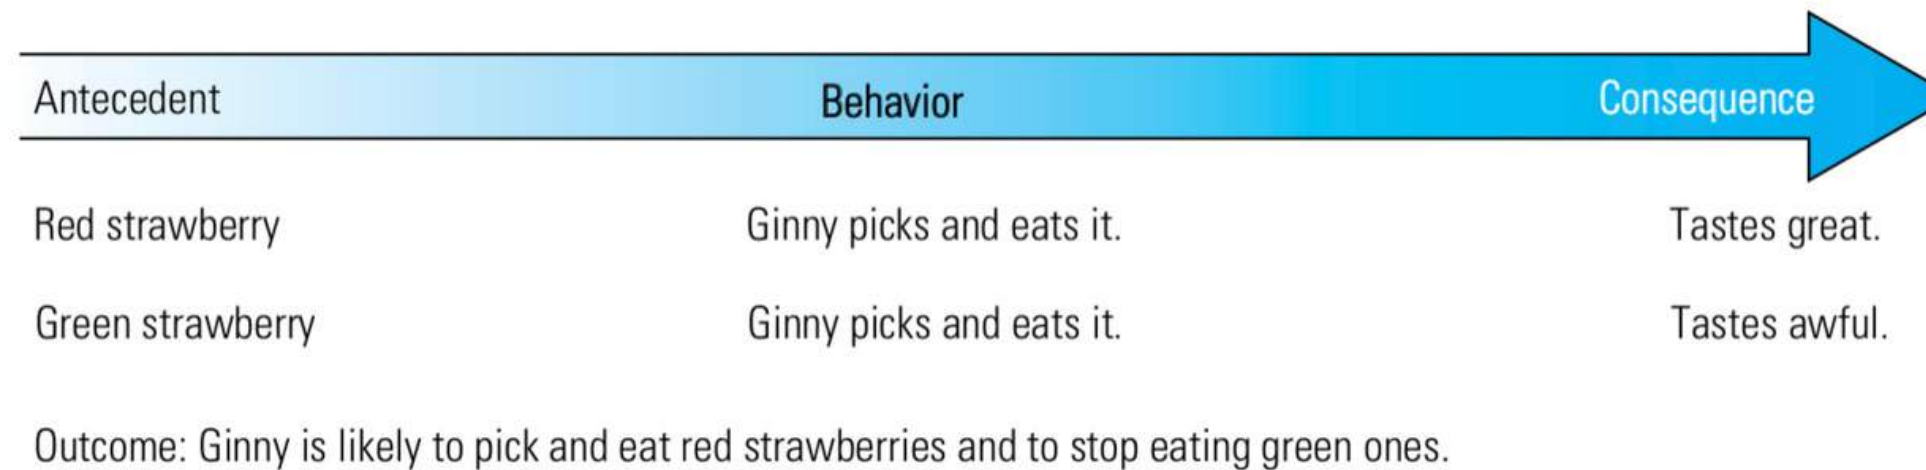 Antecedent Behavior Consequence
Red strawberry Ginny picks and eats it. Tastes great.
Green strawberry Ginny picks and eats it. Tastes awful.
Outcome: Ginny is likely to pick and eat red strawberries and to stop eating green ones.